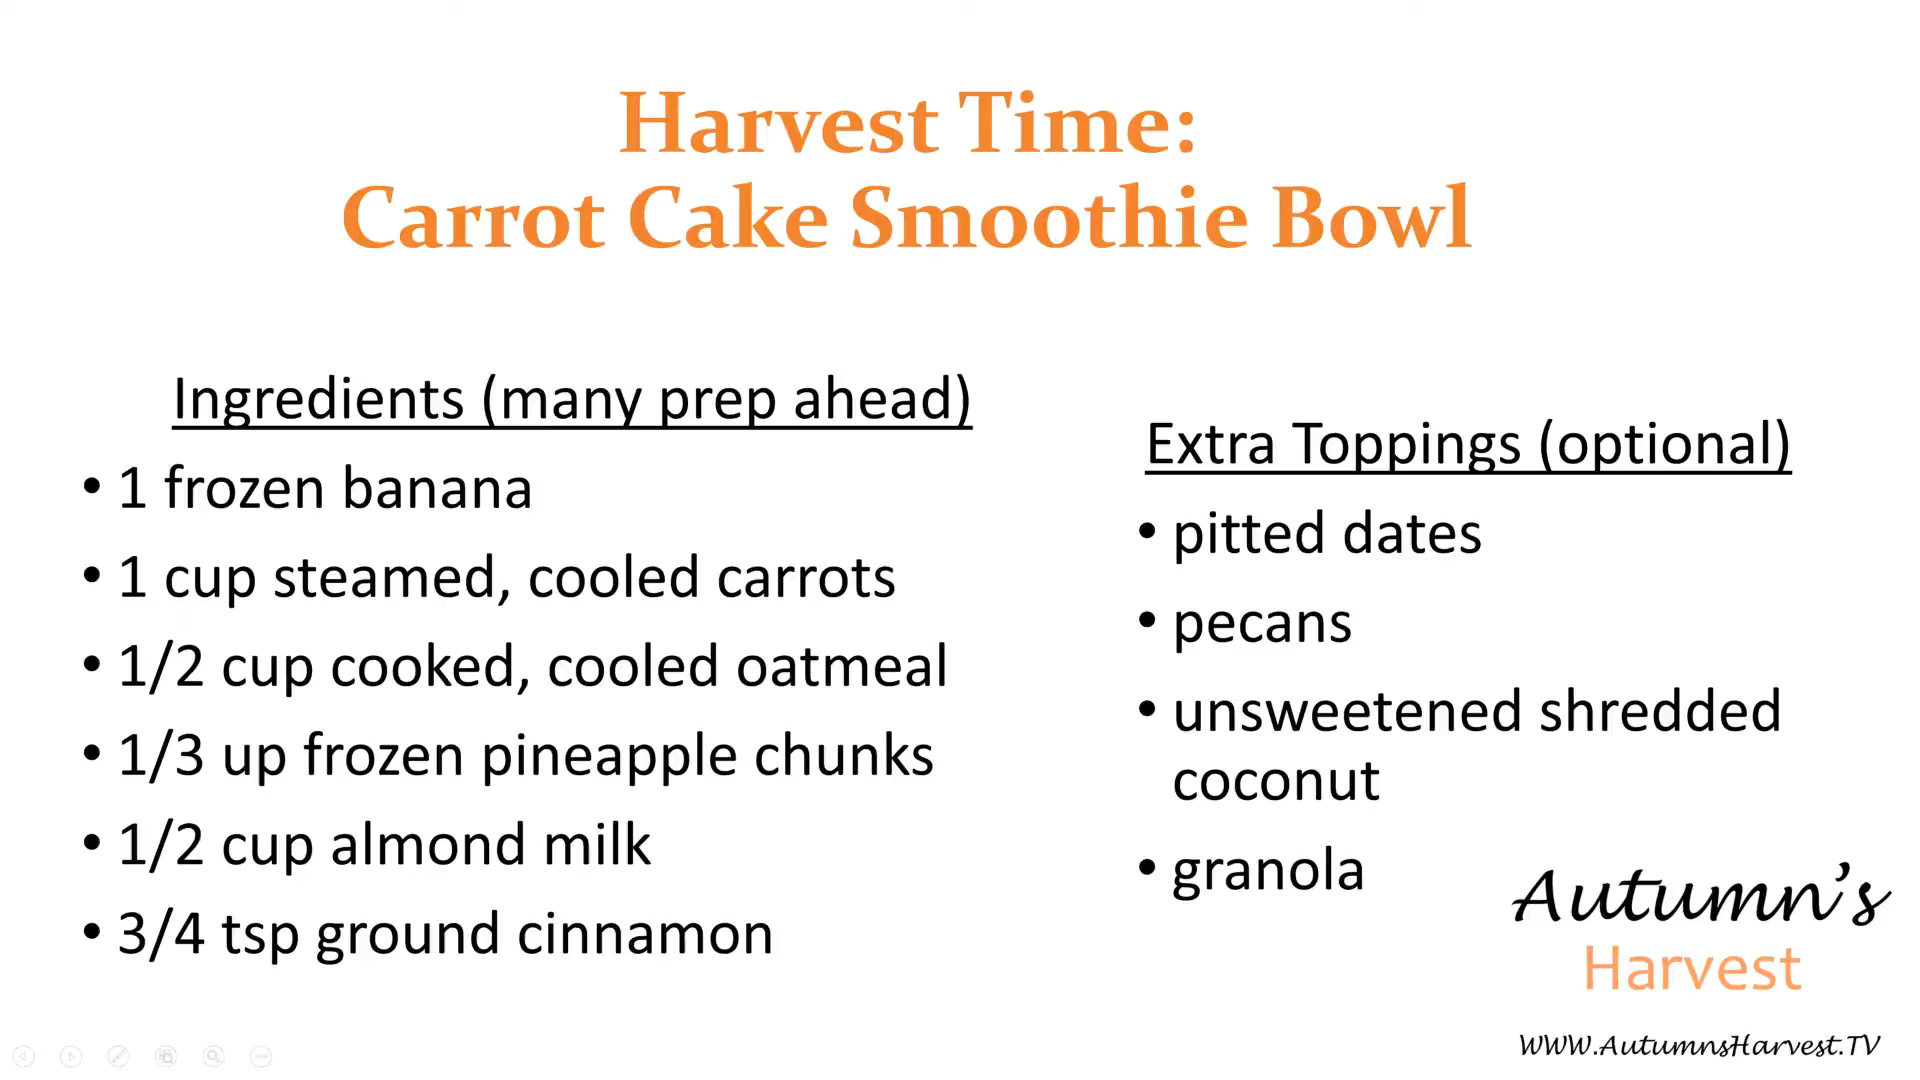 Harvest Time:
Carrot Cake Smoothie Bowl
Ingredients (many prep ahead)
• 1 frozen banana
• 1 cup steamed, cooled carrots
• 1/2 cup cooked, cooled oatmeal
• 1/3 up frozen pineapple chunks
• 1/2 cup almond milk
• 3/4 tsp ground cinnamon
Extra Toppings (optional)
• pitted dates
• pecans
• unsweetened shredded
coconut
• granola
Autumn's
Harvest
WWW.AutumnsHarvest.TV